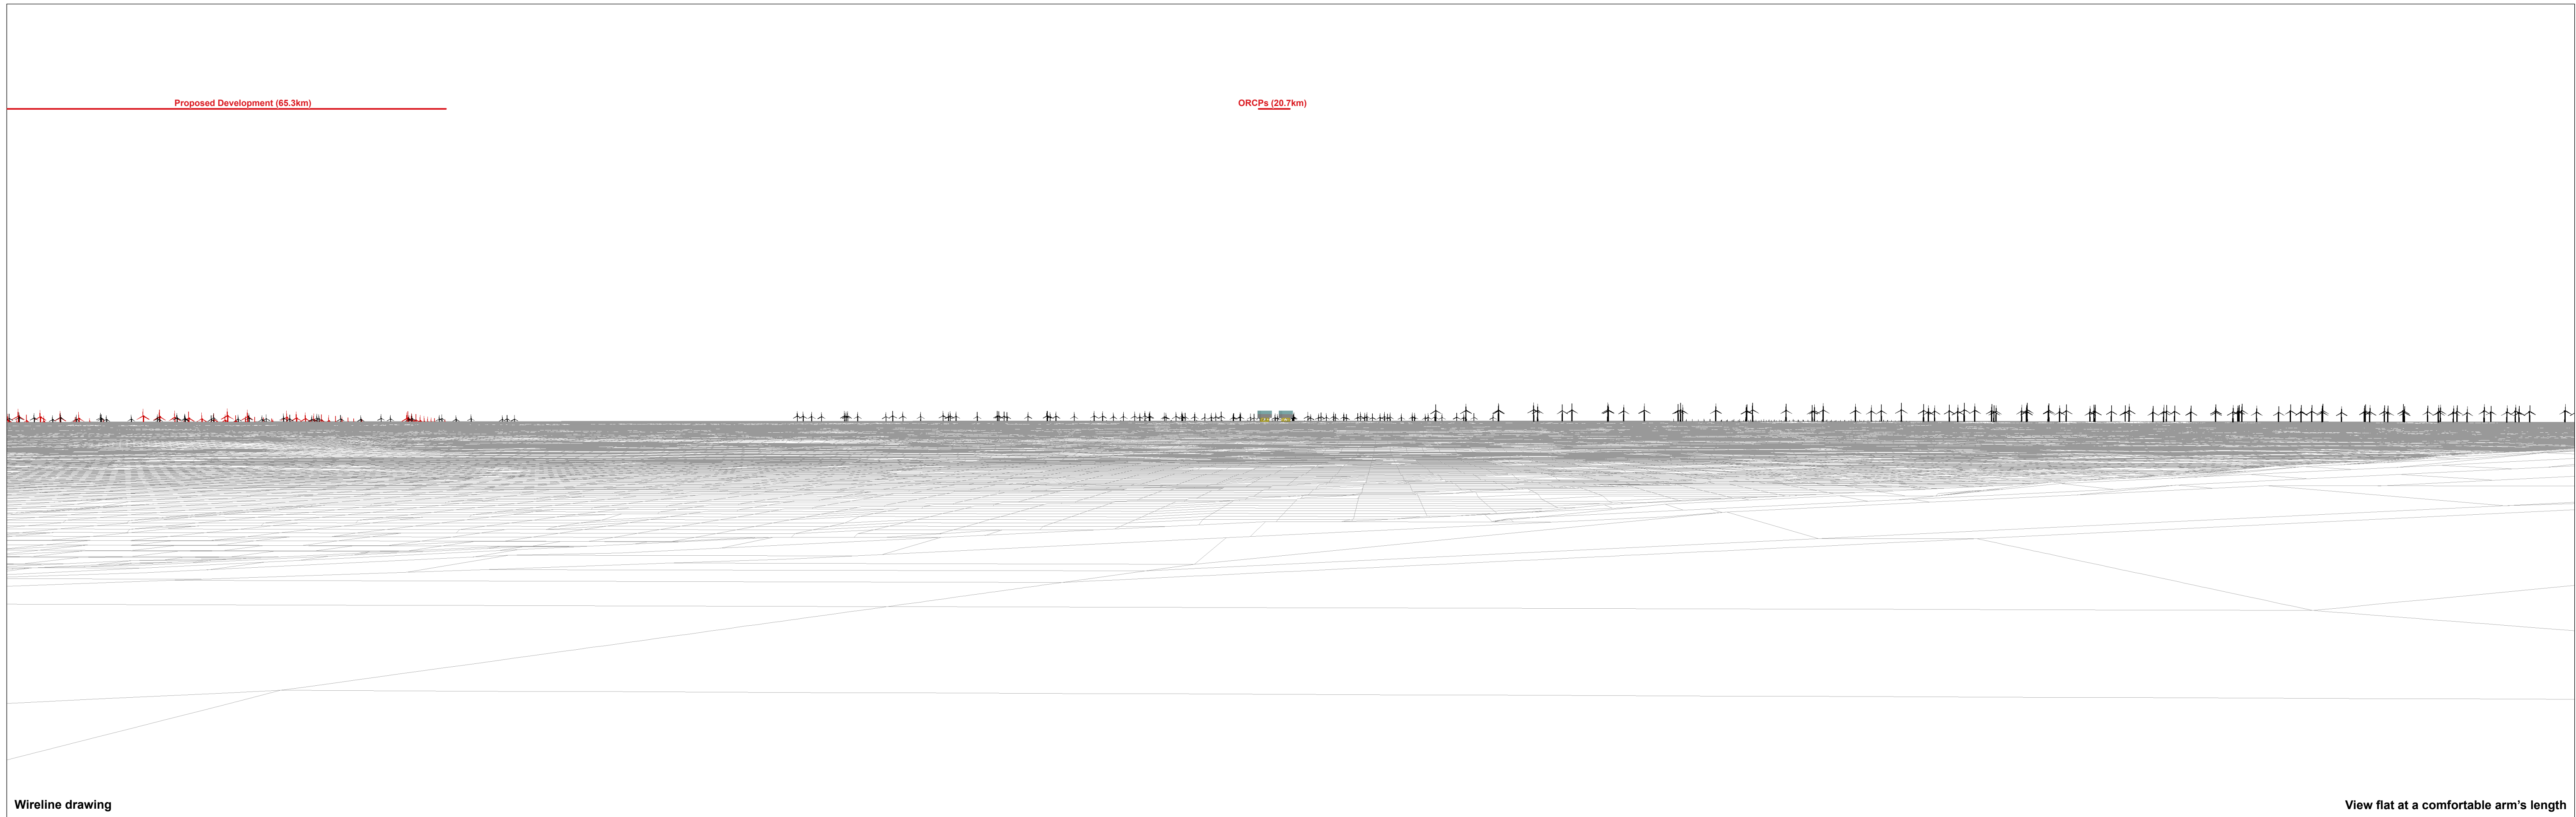 Proposed Development (65.3km)
ORCPs (20.7km)
Wireline drawing
View flat at a comfortable arm’s length